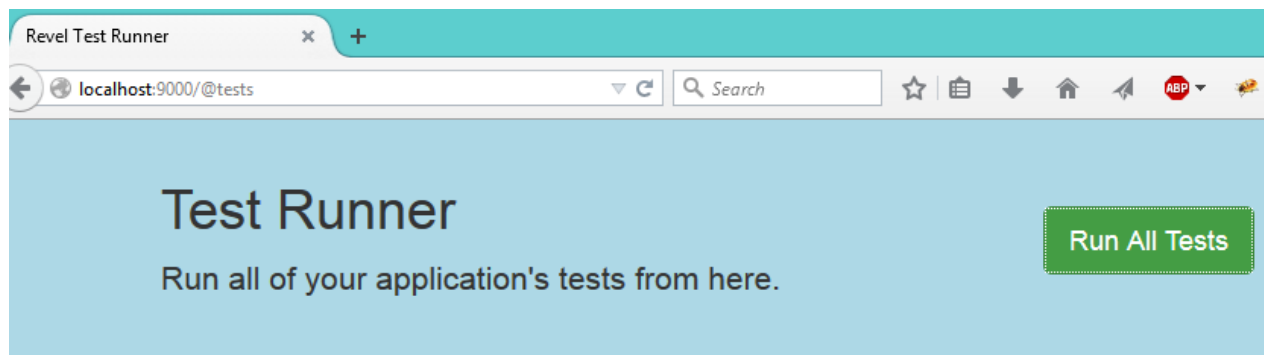 Revel Test Runner
localhost:9000/@tests
Search
ABP
Test Runner
Run All Tests
Run all of your application's tests from here.